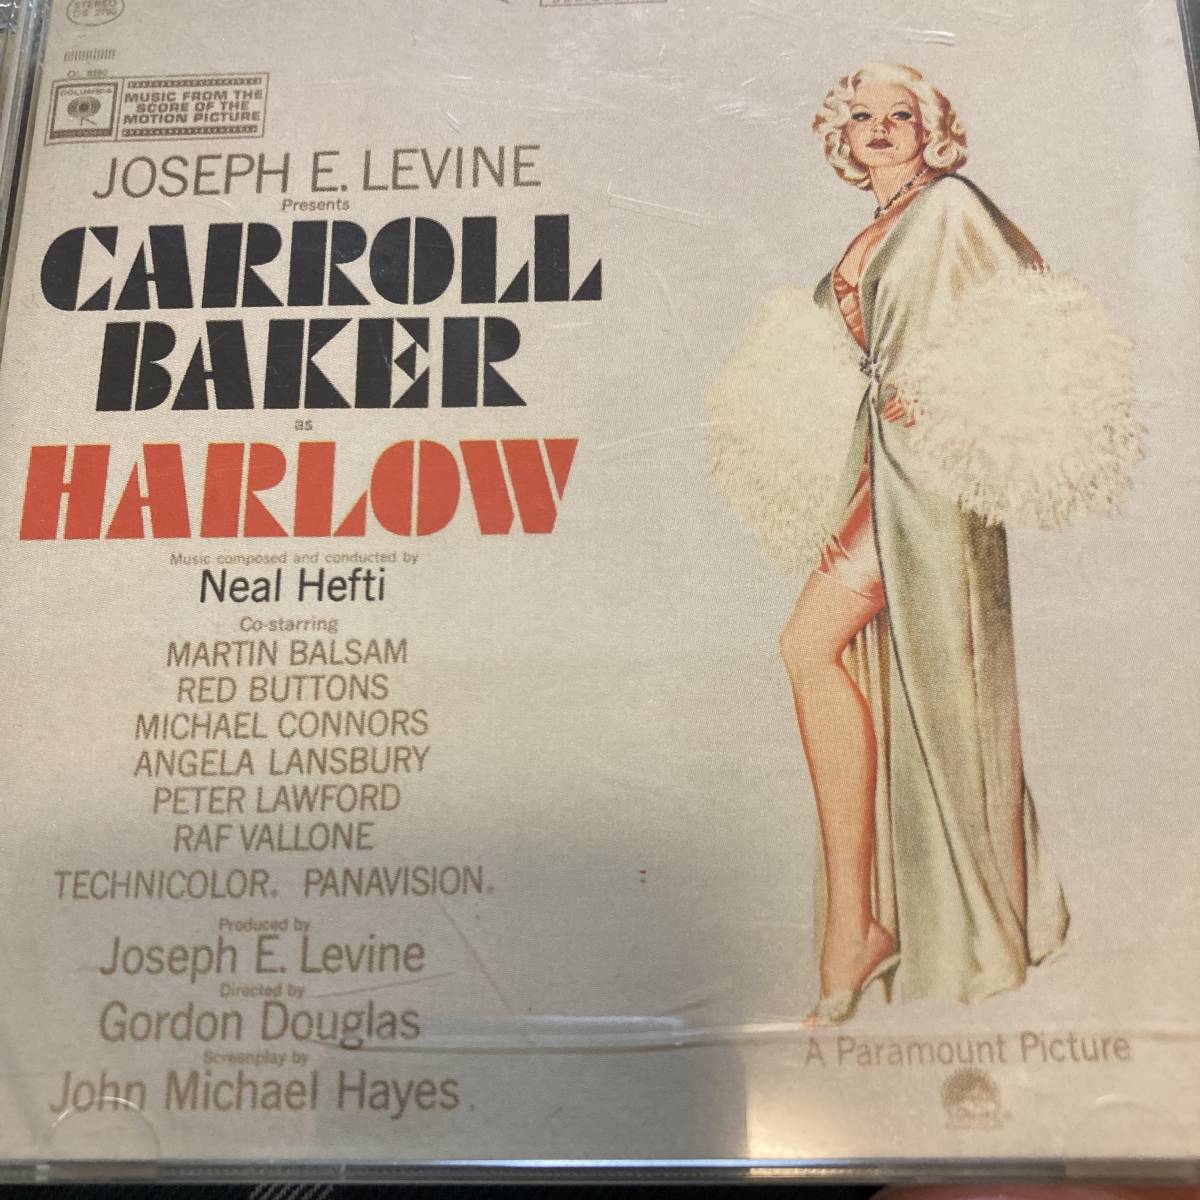 STEREO
COLUMBIA
MUSIC FROM THE
SCORE OF THE
MOTION PICTURE
JOSEPH E. LEVINE
Presents
CARROLL
BAKER
as
HARLOW
Music composed and conducted by
Neal Hefti
Co-starring
MARTIN BALSAM
RED BUTTONS
MICHAEL CONNORS
ANGELA LANSBURY
PETER LAWFORD
RAF VALLONE
TECHNICOLOR. PANAVISION.
Produced by
Joseph E. Levine
Directed by
Gordon Douglas
Screenplay by
John Michael Hayes
A Paramount Picture